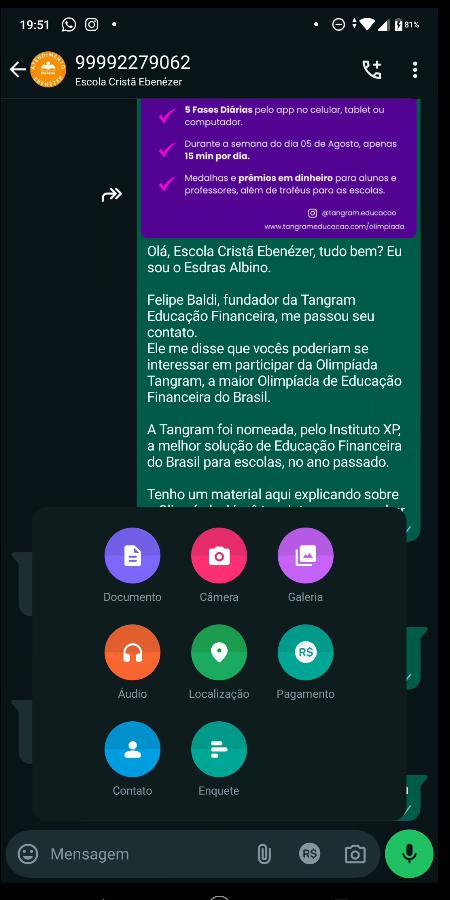 19:51
81%
99992279062
Escola Cristã Ebenézer
5 Fases Diárias pelo app no celular, tablet ou
computador.
Durante a semana do dia 05 de Agosto, apenas
15 min por dia.
Medalhas e prêmios em dinheiro para alunos e
professores, além de troféus para as escolas.
@tangram.educacao
www.tangrameducacao.com/olimpiada
Olá, Escola Cristã Ebenézer, tudo bem? Eu
sou o Esdras Albino.
Felipe Baldi, fundador da Tangram
Educação Financeira, me passou seu
contato.
Ele me disse que vocês poderiam se
interessar em participar da Olimpíada
Tangram, a maior Olimpíada de Educação
Financeira do Brasil.
A Tangram foi nomeada, pelo Instituto XP,
a melhor solução de Educação Financeira
do Brasil para escolas, no ano passado.
Tenho um material aqui explicando sobre
Documento
Câmera
Galeria
R$
Áudio
Localização
Pagamento
Contato
Enquete
Mensagem
R$